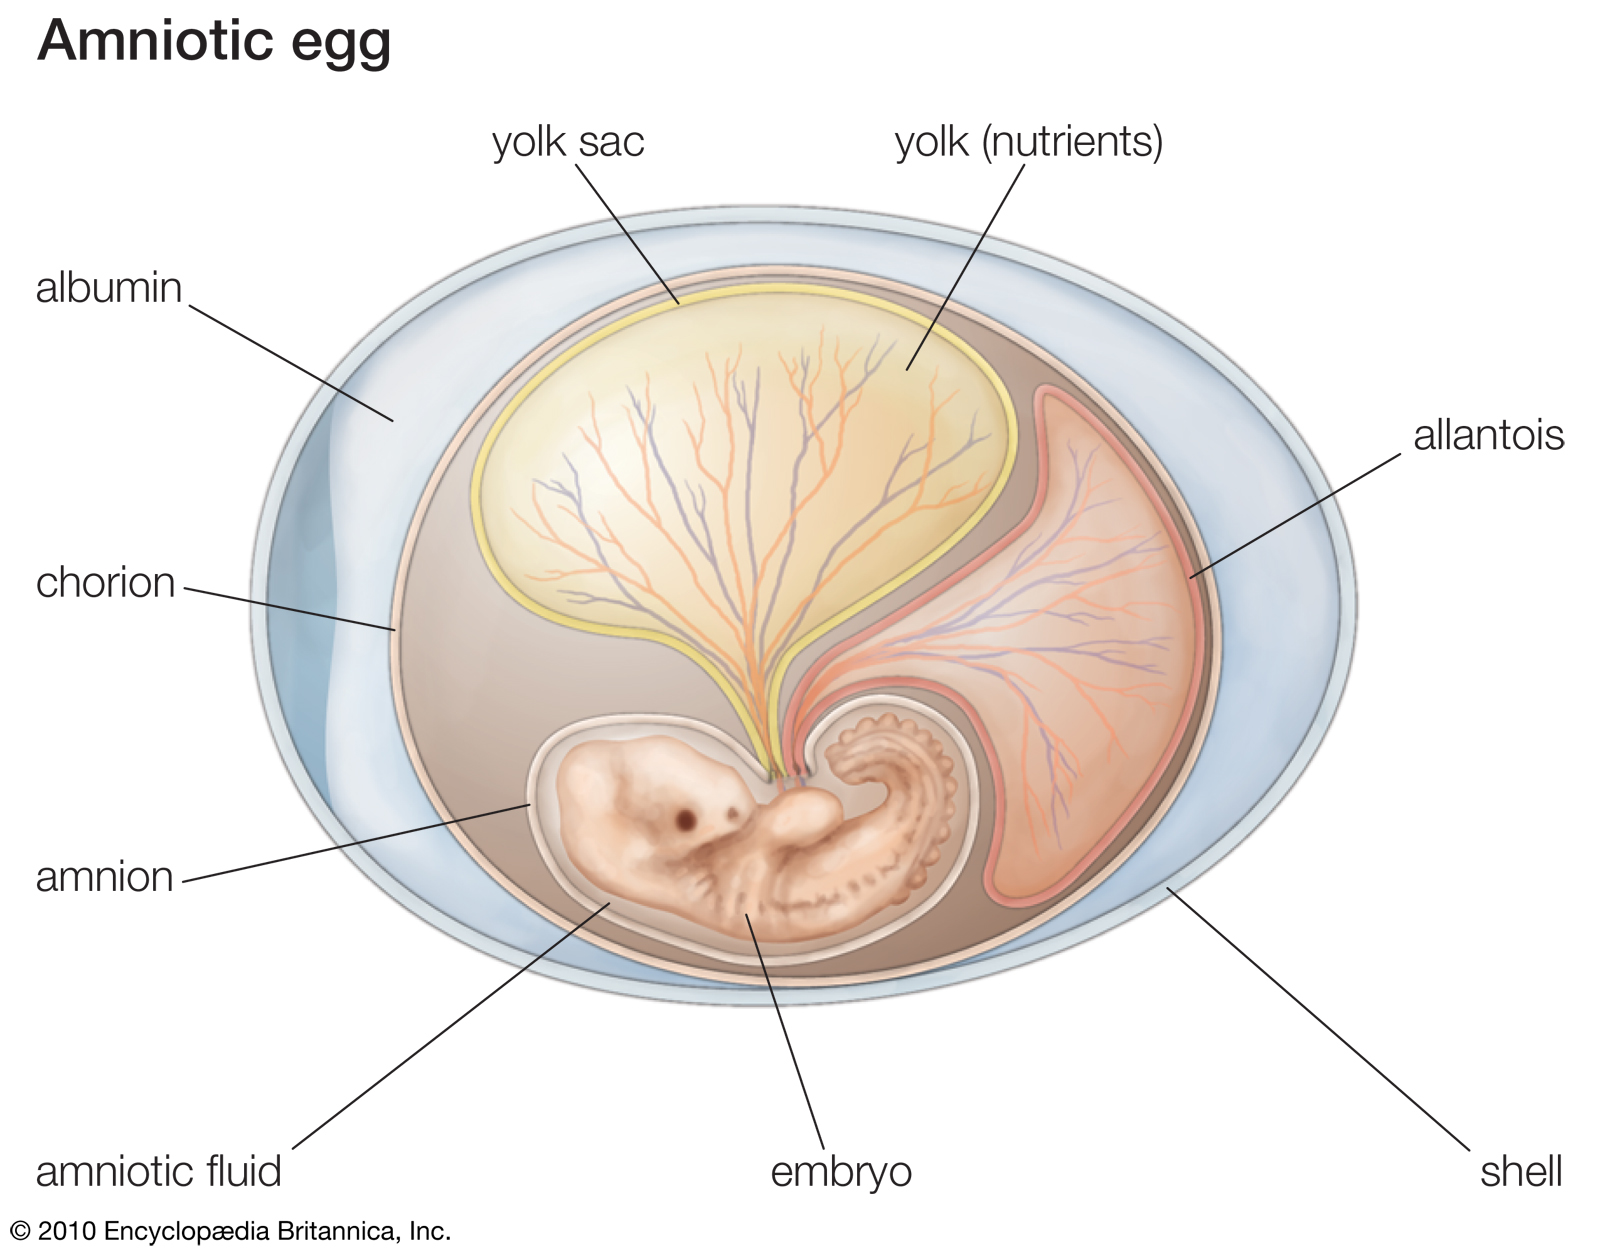 Amniotic egg
yolk sac
yolk (nutrients)
albumin
allantois
chorion
amnion
amniotic fluid
embryo
shell
© 2010 Encyclopædia Britannica, Inc.